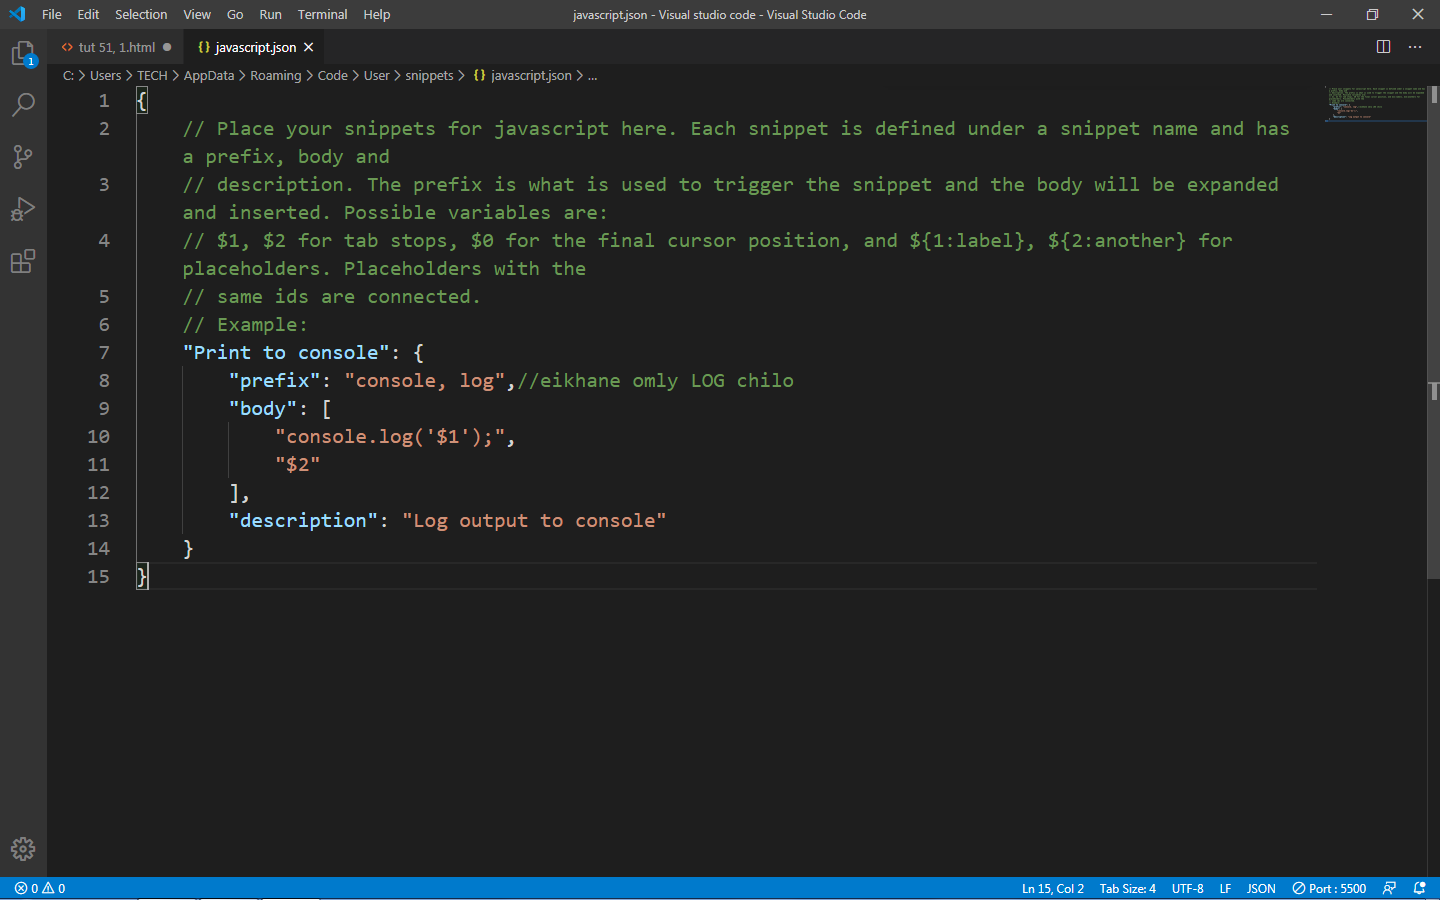 File Edit Selection View Go Run Terminal Help javascript.json - Visual studio code - Visual Studio Code
tut 51, 1.html javascript.json
C: > Users > TECH > AppData > Roaming > Code > User > snippets > {} javascript.json > ...
1 {
2 // Place your snippets for javascript here. Each snippet is defined under a snippet name and has
a prefix, body and
3 // description. The prefix is what is used to trigger the snippet and the body will be expanded
and inserted. Possible variables are:
4 // $1, $2 for tab stops, $0 for the final cursor position, and ${1:label}, ${2:another} for
placeholders. Placeholders with the
5 // same ids are connected.
6 // Example:
7 "Print to console": {
8 "prefix": "console, log",//eikhane omly LOG chilo
9 "body": [
10 "console.log('$1');",
11 "$2"
12 ],
13 "description": "Log output to console"
14 }
15 }
1
0 0 Ln 15, Col 2 Tab Size: 4 UTF-8 LF JSON Port : 5500